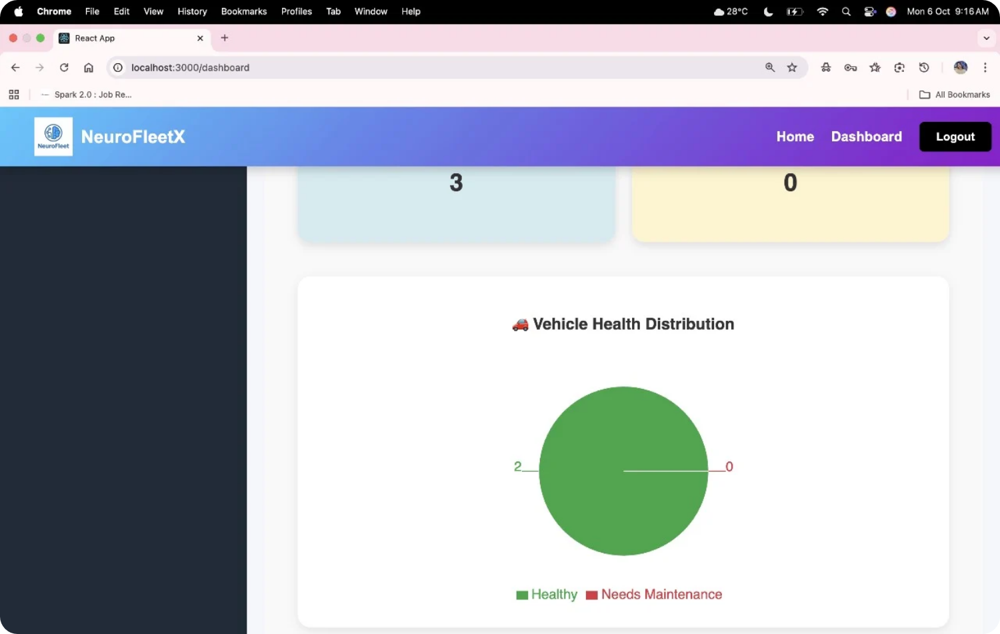 Chrome File Edit View History Bookmarks Profiles Tab Window Help 28°C Mon 6 Oct 9:16 AM
React App
localhost:3000/dashboard
Spark 2.0 : Job Re... All Bookmarks
NeuroFleet
NeuroFleetX Home Dashboard Logout
3 0
Vehicle Health Distribution
2 0
Healthy Needs Maintenance